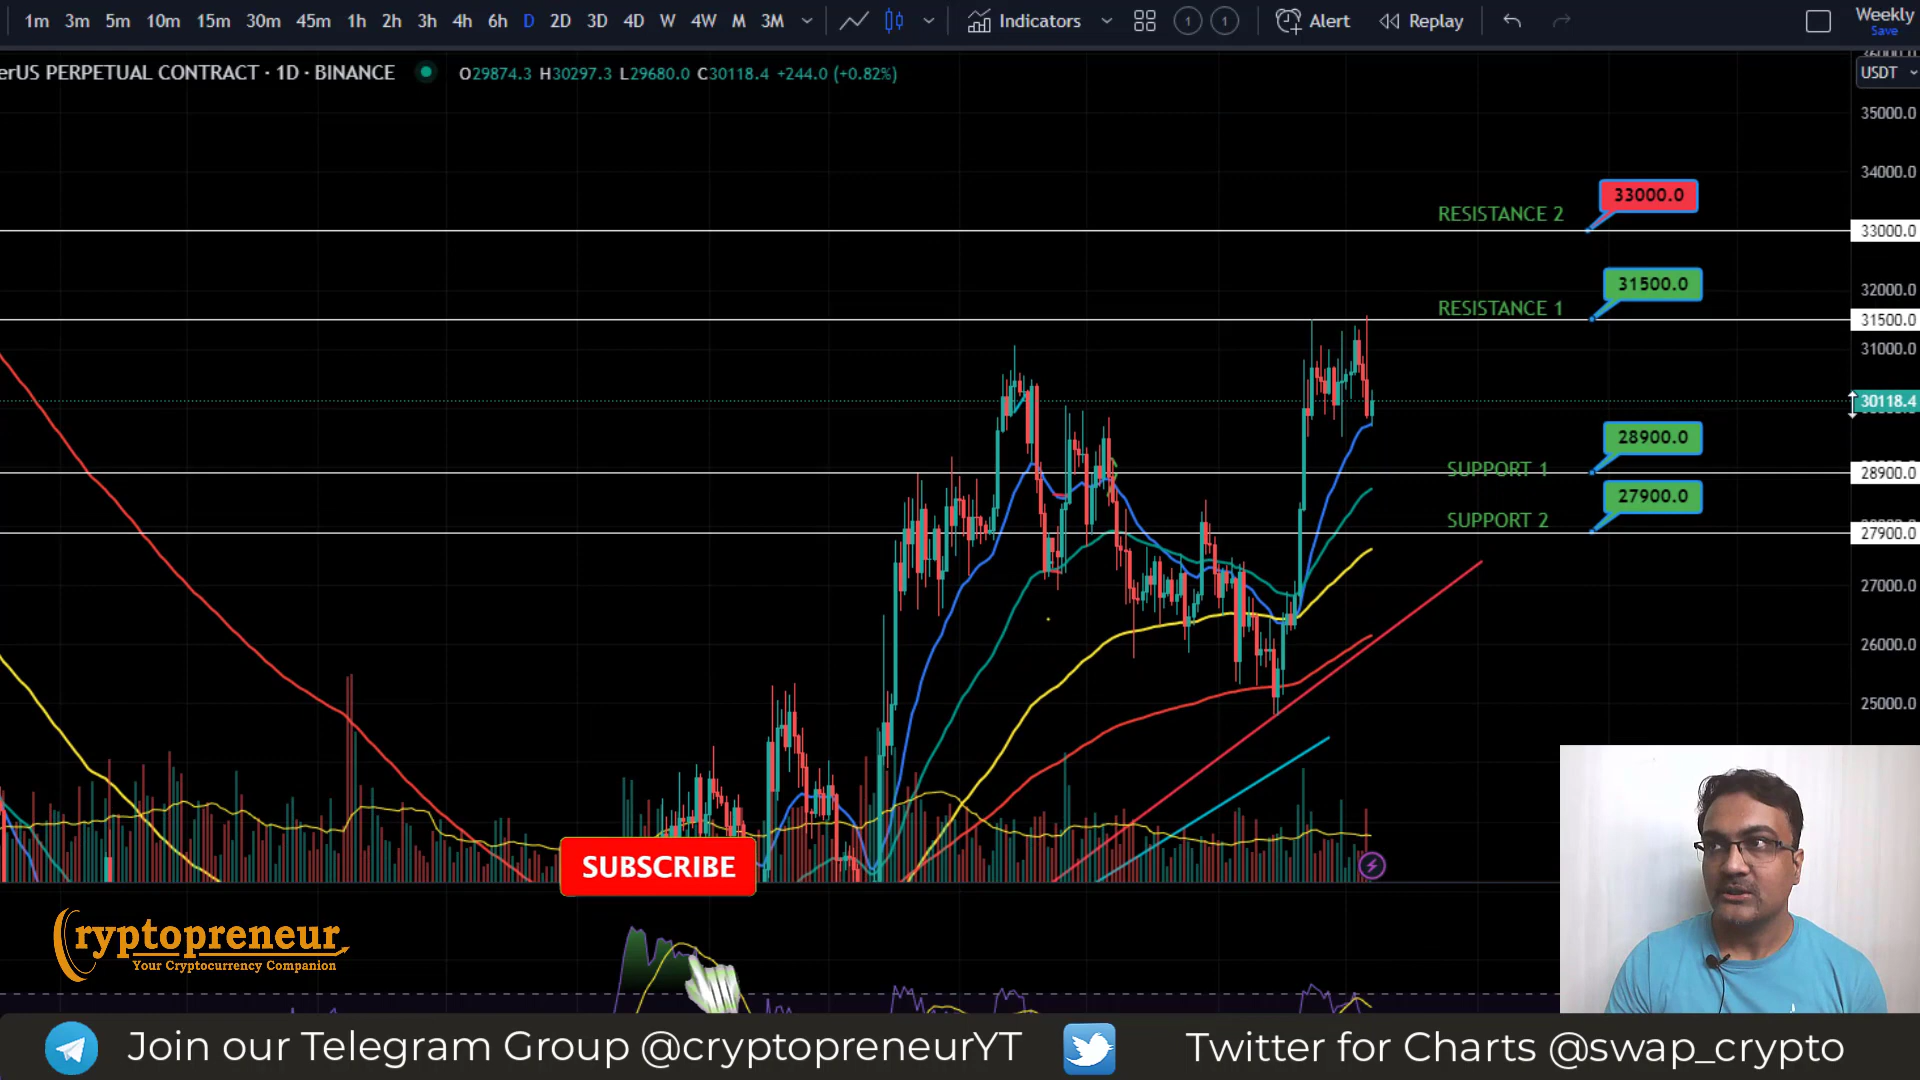 1m 3m 5m 10m 15m 30m 45m 1h 2h 3h 4h 6h D 2D 3D 4D W 4W M 3M Indicators 1 1 Alert Replay Weekly
Save
erUS PERPETUAL CONTRACT · 1D · BINANCE O29874.3 H30297.3 L29680.0 C30118.4 +244.0 (+0.82%) USDT
35000.0
34000.0
33000.0
RESISTANCE 2
33000.0
31500.0
32000.0
RESISTANCE 1
31500.0
31000.0
30118.4
28900.0
SUPPORT 1
28900.0
27900.0
SUPPORT 2
27900.0
27000.0
26000.0
25000.0
SUBSCRIBE
Cryptopreneur
Your Cryptocurrency Companion
Join our Telegram Group @cryptopreneurYT Twitter for Charts @swap_crypto